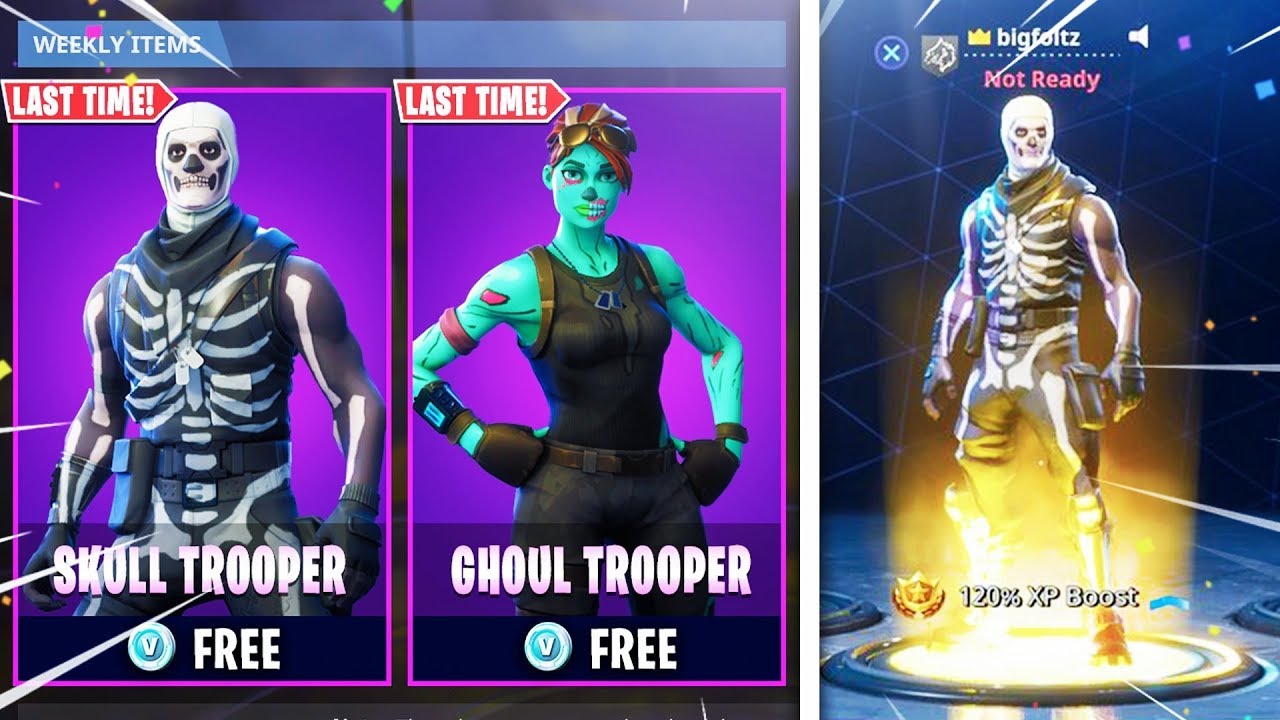 WEEKLY ITEMS
LAST TIME!
LAST TIME!
SKULL TROOPER
GHOUL TROOPER
V FREE
V FREE
bigfoltz
Not Ready
120% XP Boost